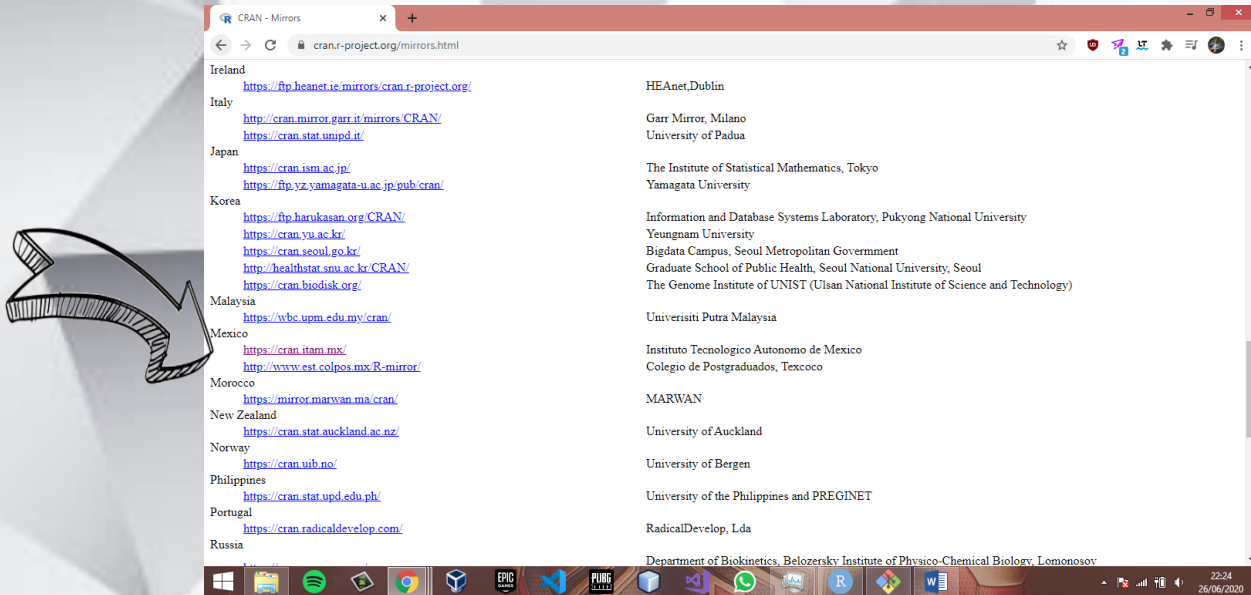 CRAN - Mirrors
cran.r-project.org/mirrors.html
2
Ireland
https://ftp.heanet.ie/mirrors/cran.r-project.org/ HEAnet,Dublin
Italy
http://cran.mirror.garr.it/mirrors/CRAN/ Garr Mirror, Milano
https://cran.stat.unipd.it/ University of Padua
Japan
https://cran.ism.ac.jp/ The Institute of Statistical Mathematics, Tokyo
https://ftp.yz.yamagata-u.ac.jp/pub/cran/ Yamagata University
Korea
https://ftp.harukasan.org/CRAN/ Information and Database Systems Laboratory, Pukyong National University
https://cran.yu.ac.kr/ Yeungnam University
https://cran.seoul.go.kr/ Bigdata Campus, Seoul Metropolitan Govermment
http://healthstat.snu.ac.kr/CRAN/ Graduate School of Public Health, Seoul National University, Seoul
https://cran.biodisk.org/ The Genome Institute of UNIST (Ulsan National Institute of Science and Technology)
Malaysia
https://wbc.upm.edu.my/cran/ Univerisiti Putra Malaysia
Mexico
https://cran.itam.mx/ Instituto Tecnologico Autonomo de Mexico
http://www.est.colpos.mx/R-mirror/ Colegio de Postgraduados, Texcoco
Morocco
https://mirror.marwan.ma/cran/ MARWAN
New Zealand
https://cran.stat.auckland.ac.nz/ University of Auckland
Norway
https://cran.uib.no/ University of Bergen
Philippines
https://cran.stat.upd.edu.ph/ University of the Philippines and PREGINET
Portugal
https://cran.radicaldevelop.com/ RadicalDevelop, Lda
Russia
Department of Biokinetics, Belozersky Institute of Physico-Chemical Biology, Lomonosov
EPIC GAMES PUBG R W
22:24
26/06/2020